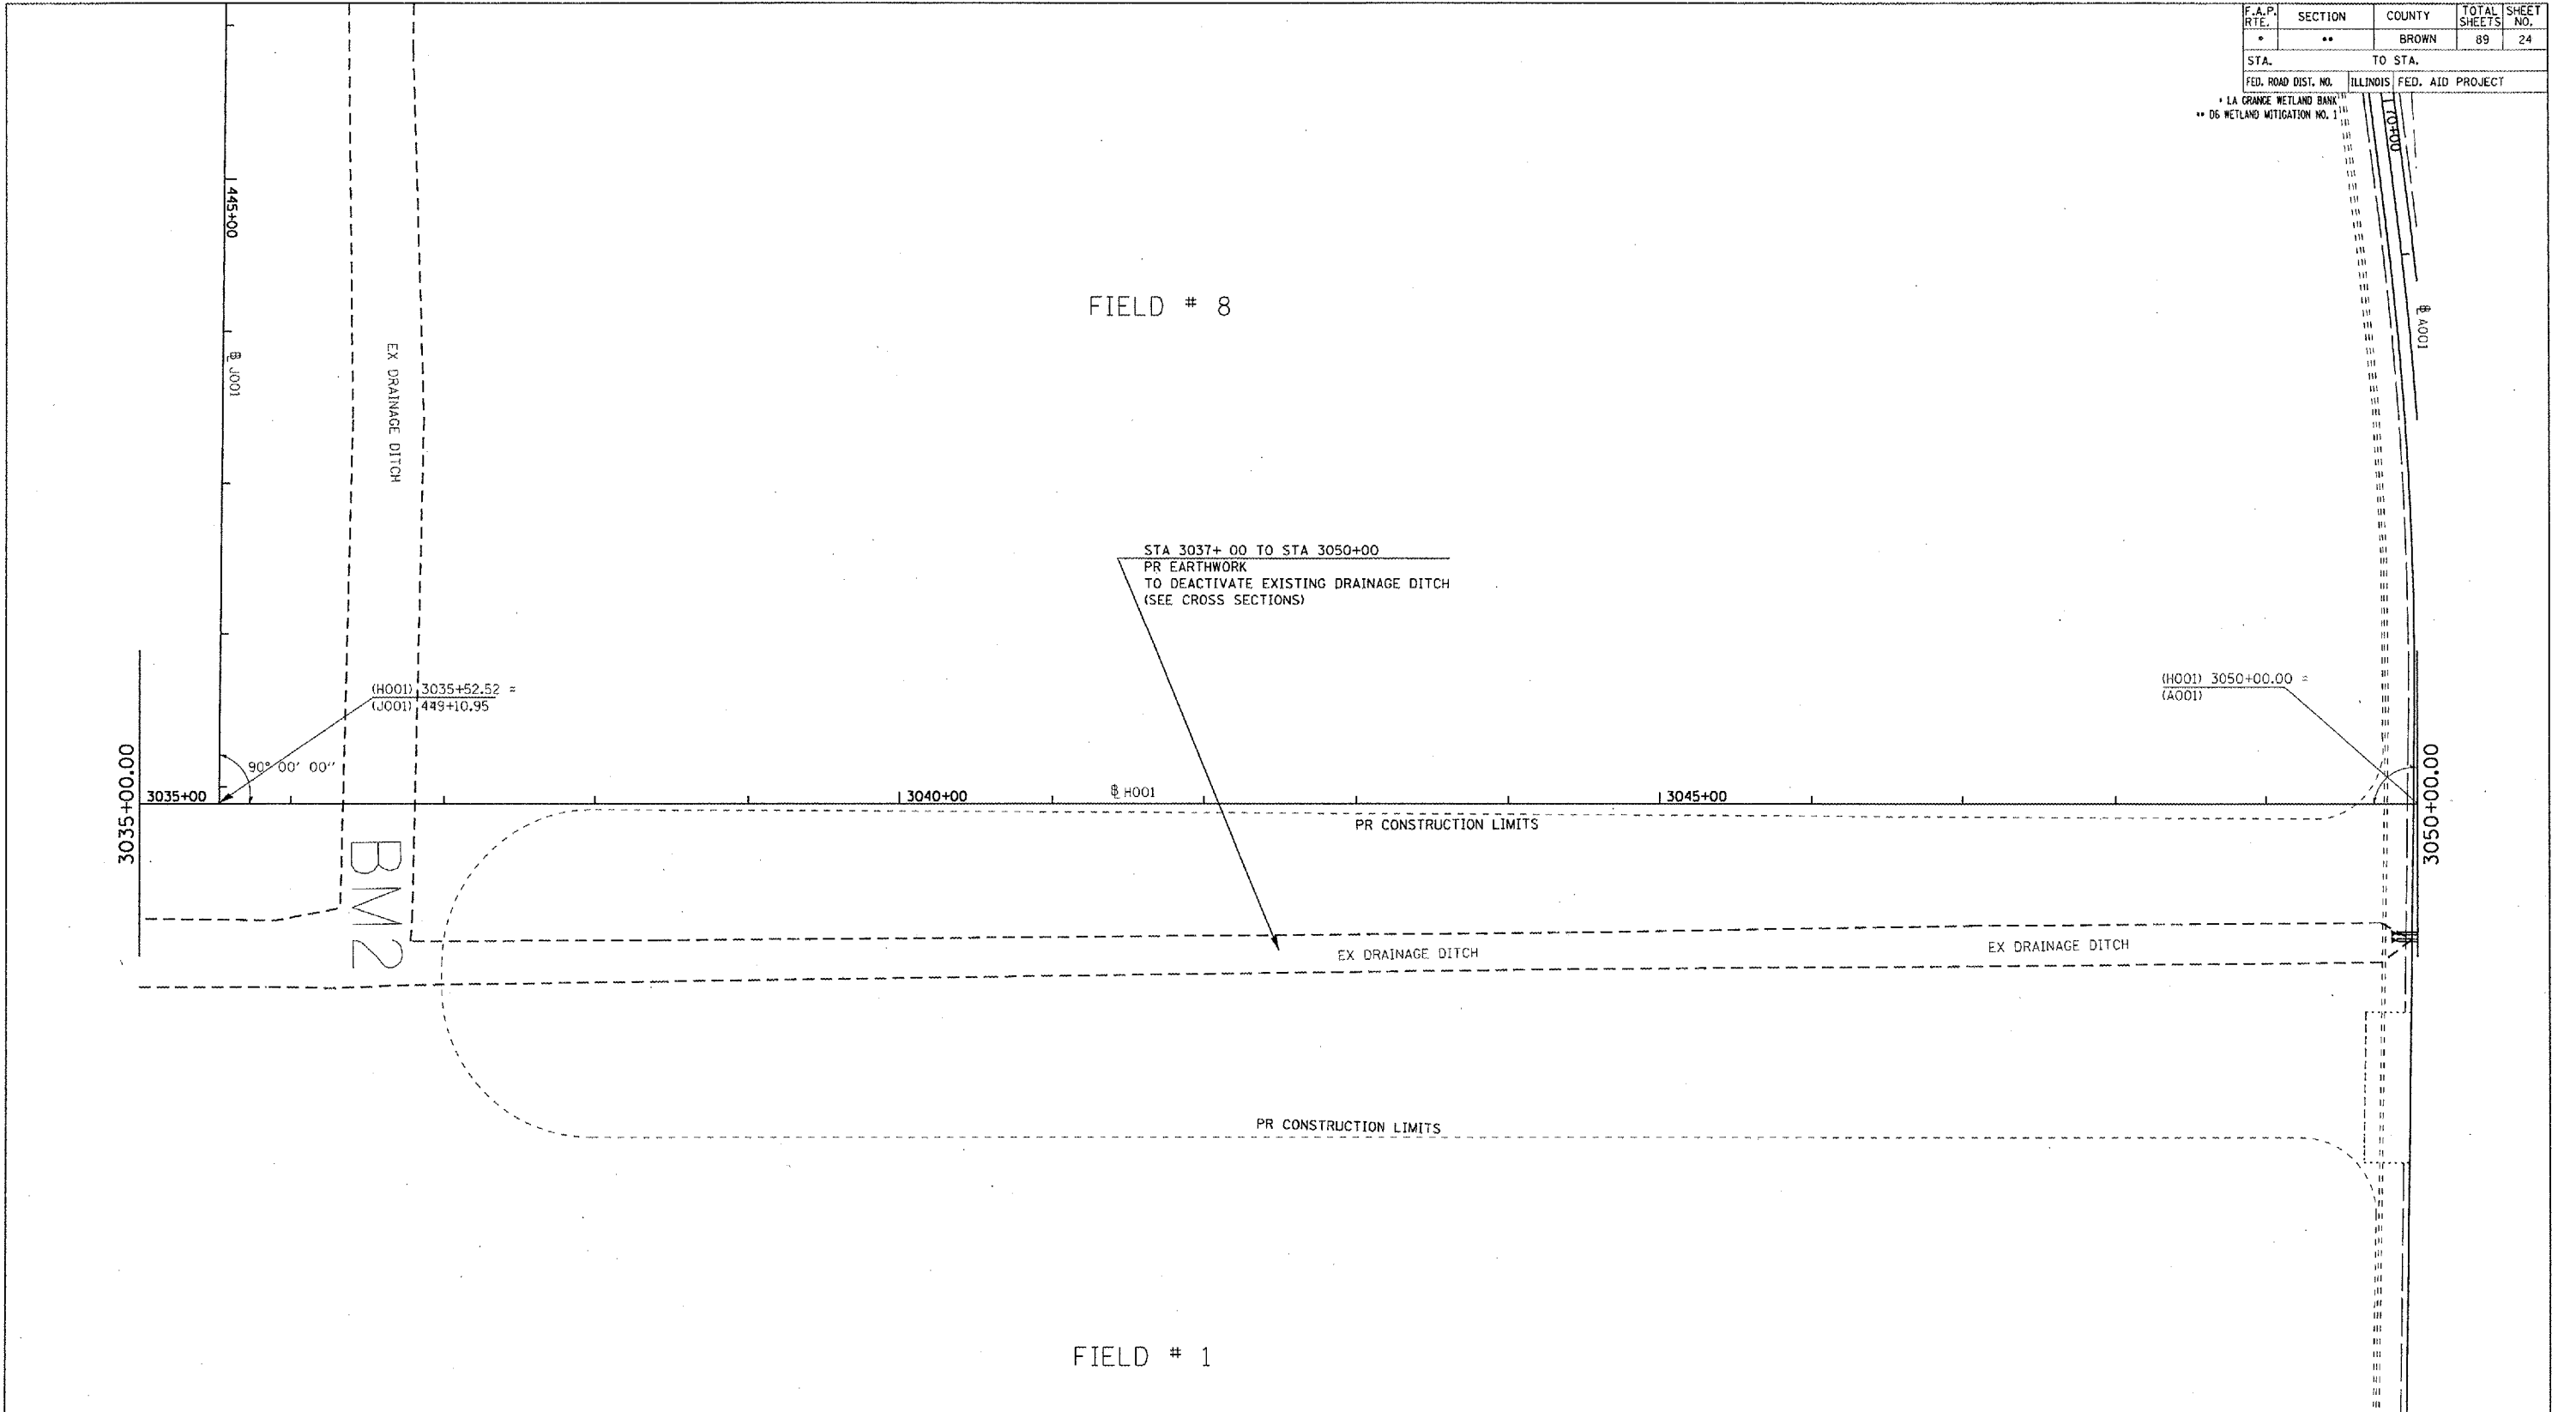 F.A.P. RTE. SECTION COUNTY TOTAL SHEETS SHEET NO.
* ** BROWN 89 24
STA. TO STA.
FED. ROAD DIST. NO. ILLINOIS FED. AID PROJECT
* LA GRANGE WETLAND BANK
** D6 WETLAND MITIGATION NO. 1
170+00
445+00
FIELD # 8
℄ A001
EX DRAINAGE DITCH
℄ J001
STA 3037+ 00 TO STA 3050+00
PR EARTHWORK
TO DEACTIVATE EXISTING DRAINAGE DITCH
(SEE CROSS SECTIONS)
(H001) 3035+52.52 =
(J001) 449+10.95
(H001) 3050+00.00 =
(A001)
90° 00' 00"
3035+00.00
3035+00
3040+00
℄ H001
3045+00
3050+00.00
PR CONSTRUCTION LIMITS
BM2
EX DRAINAGE DITCH
EX DRAINAGE DITCH
PR CONSTRUCTION LIMITS
FIELD # 1